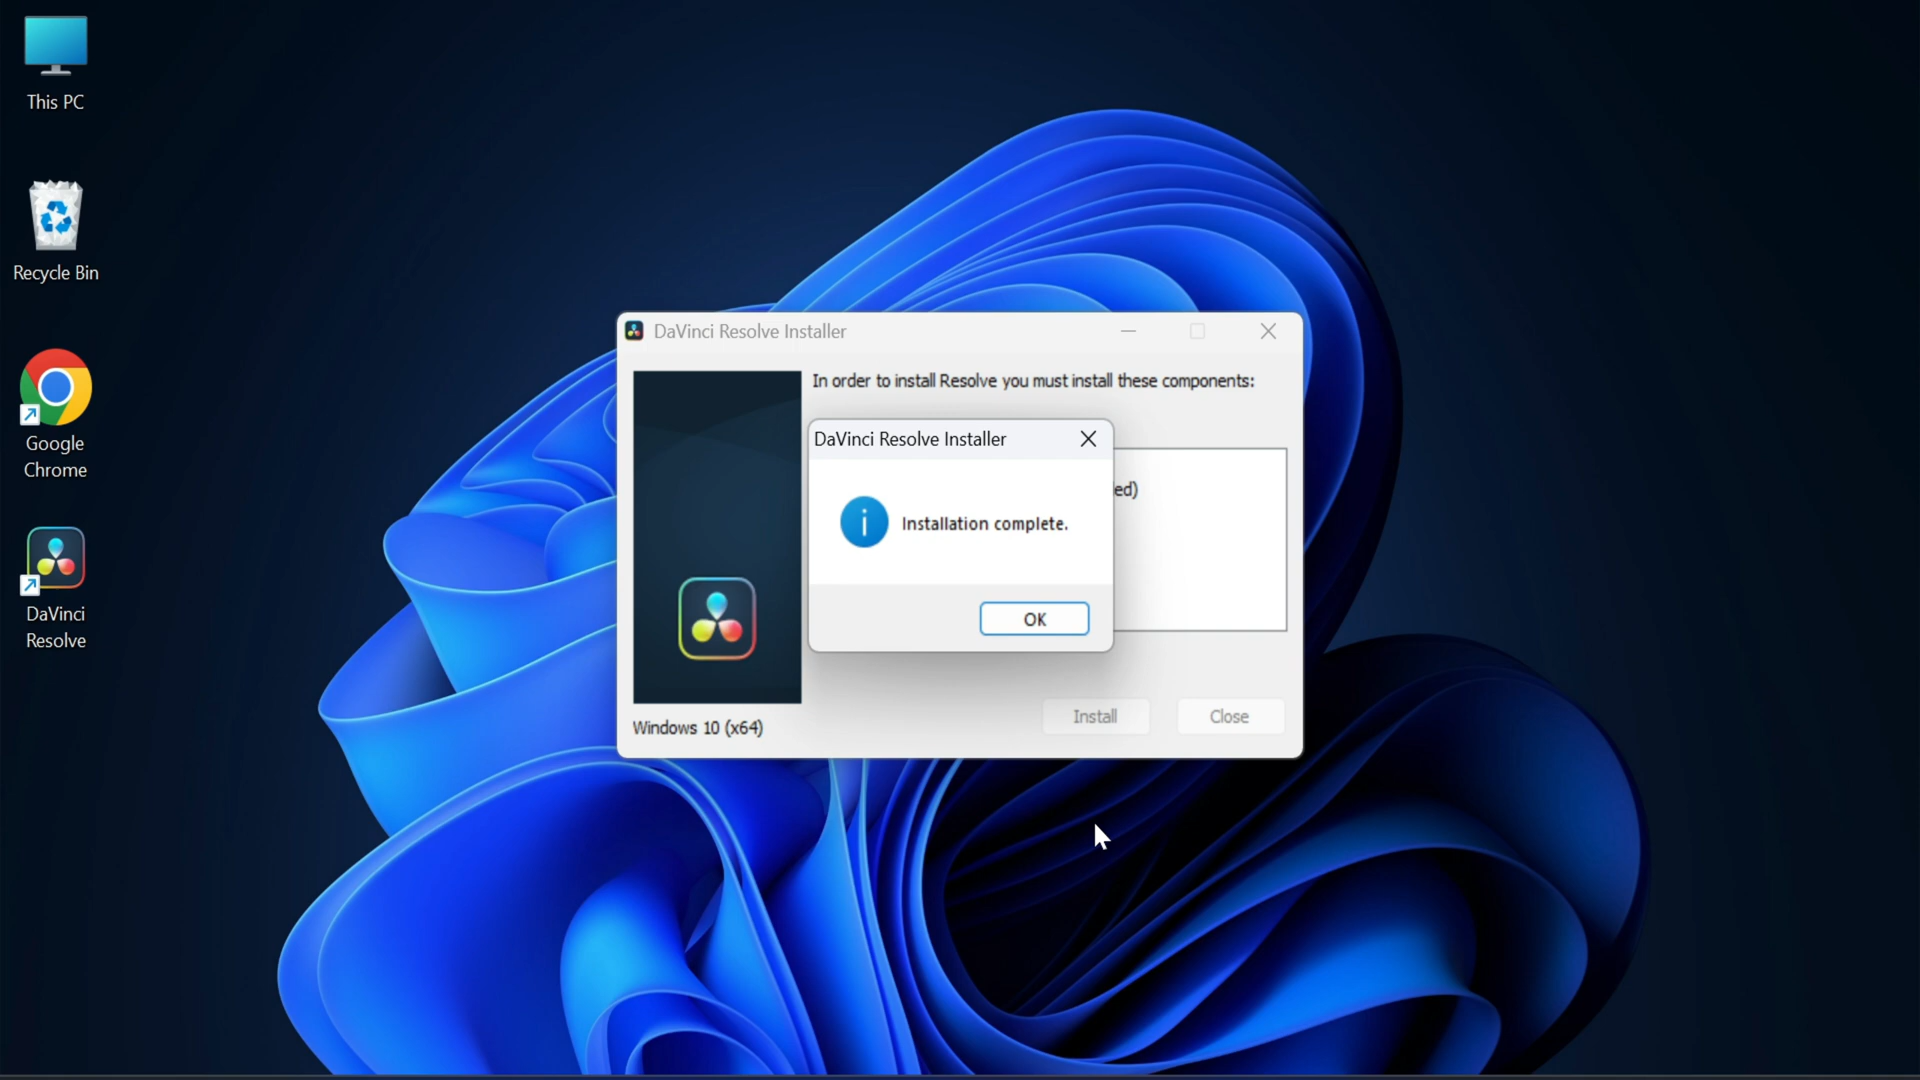 This PC
Recycle Bin
Google
Chrome
DaVinci
Resolve
DaVinci Resolve Installer
In order to install Resolve you must install these components:
DaVinci Resolve Installer
ed)
Installation complete.
OK
Install
Close
Windows 10 (x64)